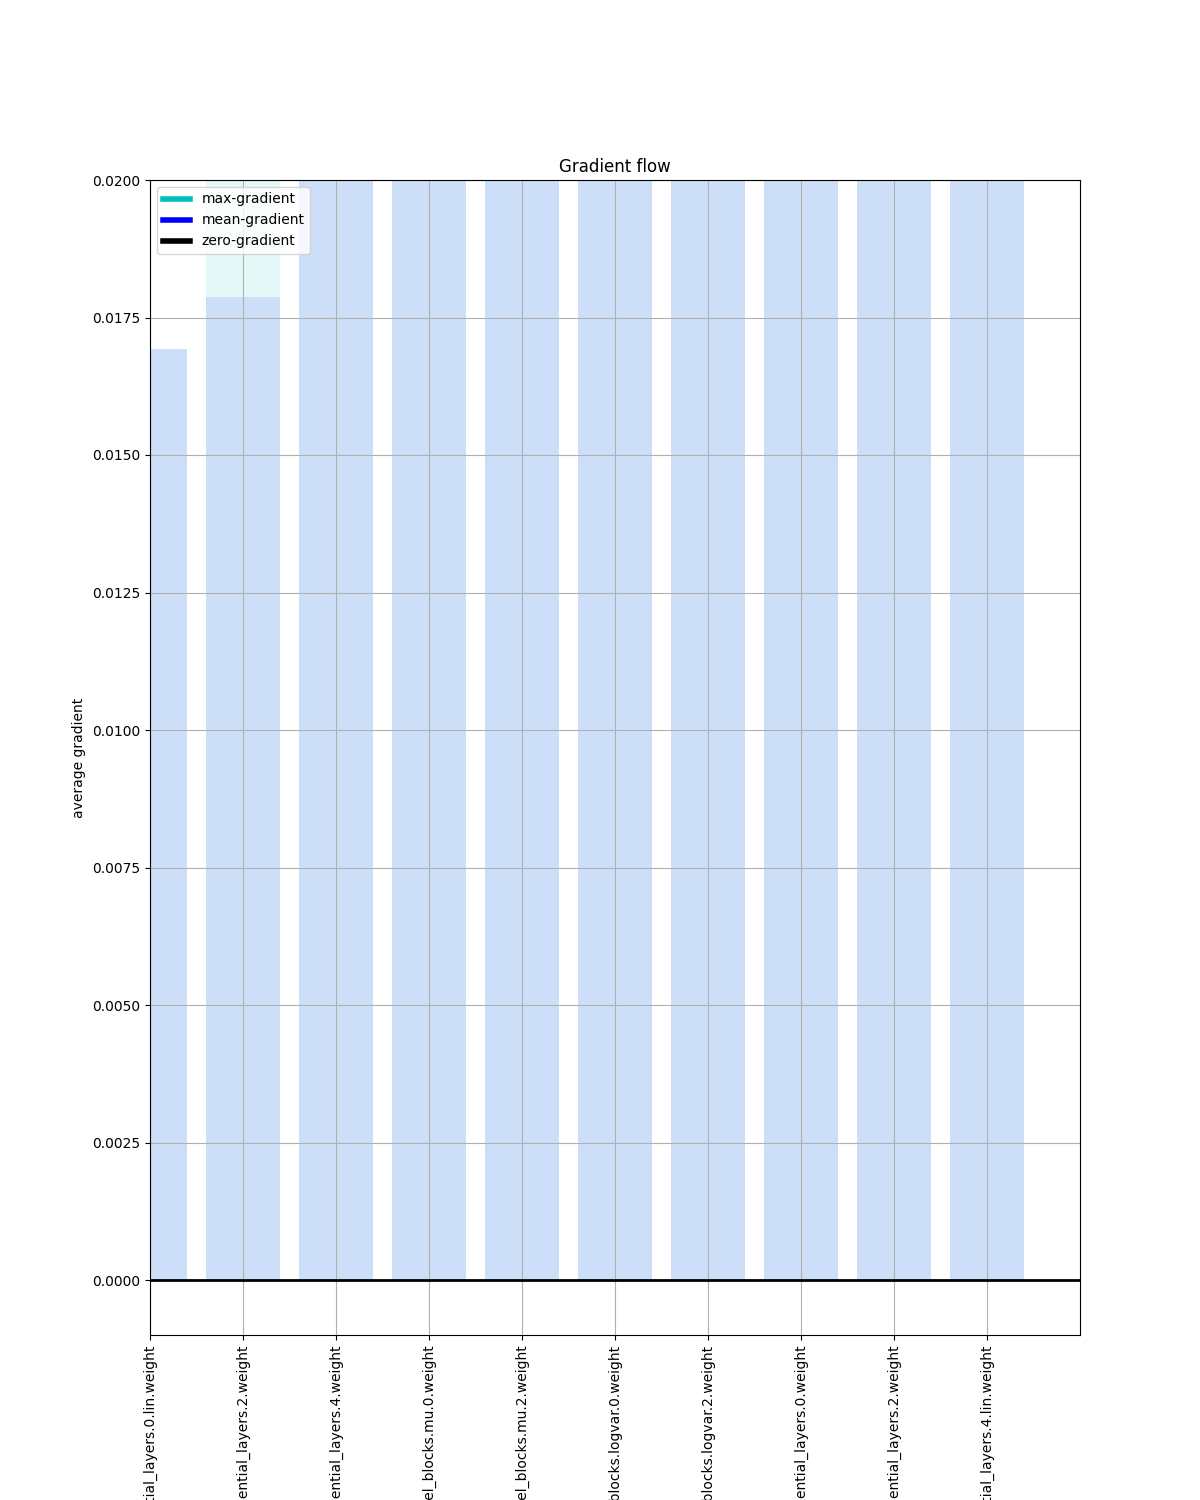 Gradient flow
max-gradient
mean-gradient
zero-gradient
0.0200
0.0175
0.0150
0.0125
0.0100
0.0075
0.0050
0.0025
0.0000
average gradient
tial_layers.0.lin.weight
ential_layers.2.weight
ential_layers.4.weight
el_blocks.mu.0.weight
el_blocks.mu.2.weight
blocks.logvar.0.weight
blocks.logvar.2.weight
ential_layers.0.weight
ential_layers.2.weight
tial_layers.4.lin.weight